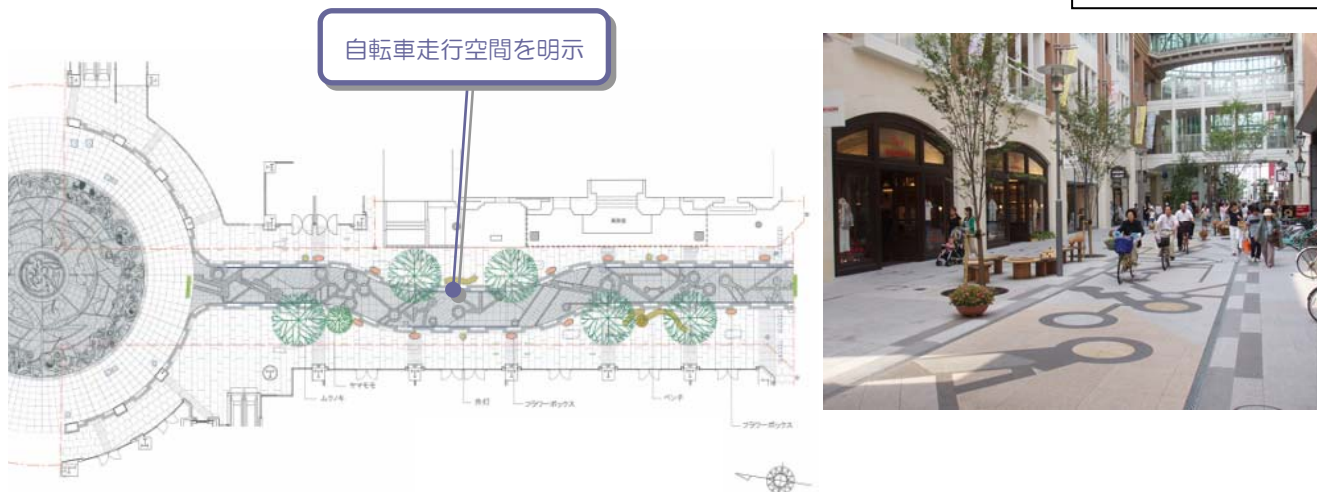 自転車走行空間を明示
ヤマモモ
ムクノキ
外灯
フラワーボックス
ベンチ
フラワーボックス